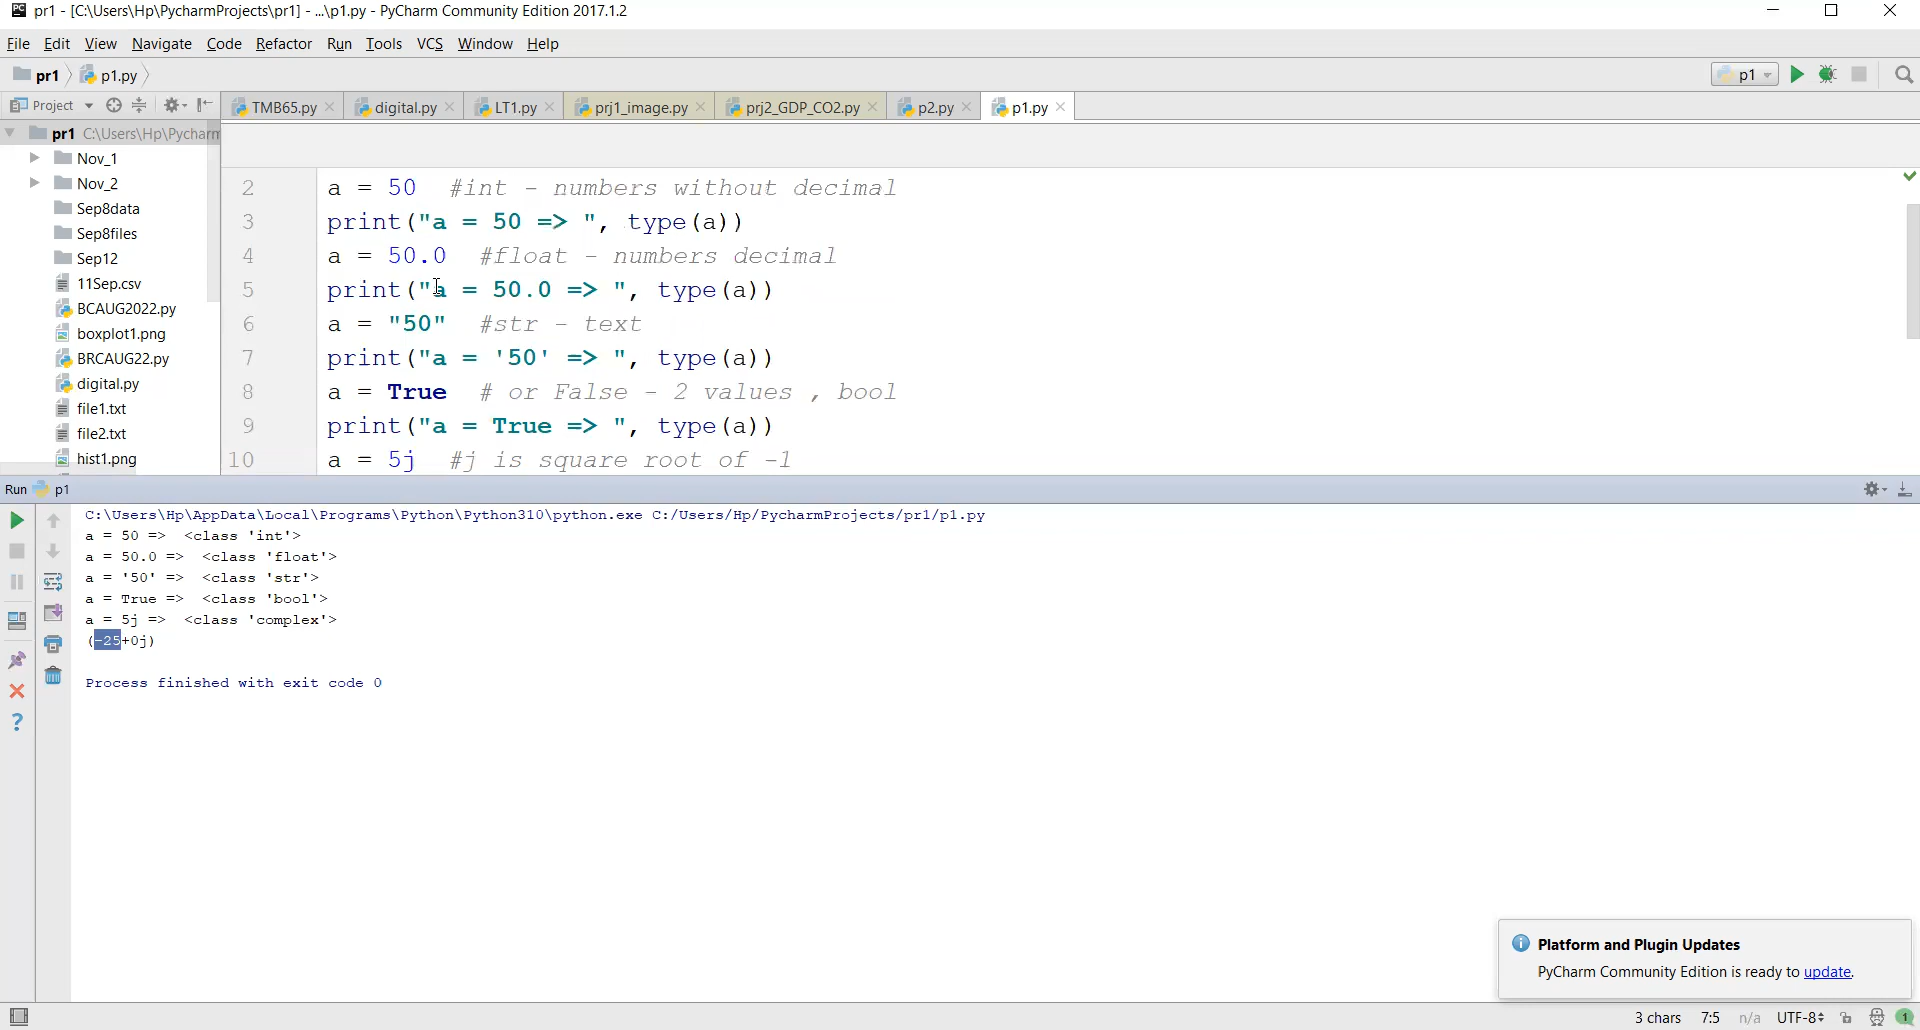 pr1 - [C:\Users\Hp\PycharmProjects\pr1] - ...\p1.py - PyCharm Community Edition 2017.1.2
File Edit View Navigate Code Refactor Run Tools VCS Window Help
pr1 p1.py
p1
Project
TMB65.py digital.py LT1.py prj1_image.py prj2_GDP_CO2.py p2.py p1.py
pr1 C:\Users\Hp\Pycharm
Nov_1
Nov_2
Sep8data
Sep8files
Sep12
11Sep.csv
BCAUG2022.py
boxplot1.png
BRCAUG22.py
digital.py
file1.txt
file2.txt
hist1.png
2 a = 50 #int - numbers without decimal
3 print("a = 50 => ", type(a))
4 a = 50.0 #float - numbers decimal
5 print("a = 50.0 => ", type(a))
6 a = "50" #str - text
7 print("a = '50' => ", type(a))
8 a = True # or False - 2 values , bool
9 print("a = True => ", type(a))
10 a = 5j #j is square root of -1
Run p1
C:\Users\Hp\AppData\Local\Programs\Python\Python310\python.exe C:/Users/Hp/PycharmProjects/pr1/p1.py
a = 50 => <class 'int'>
a = 50.0 => <class 'float'>
a = '50' => <class 'str'>
a = True => <class 'bool'>
a = 5j => <class 'complex'>
(-25+0j)
Process finished with exit code 0
Platform and Plugin Updates
PyCharm Community Edition is ready to update.
3 chars 7:5 n/a UTF-8 1